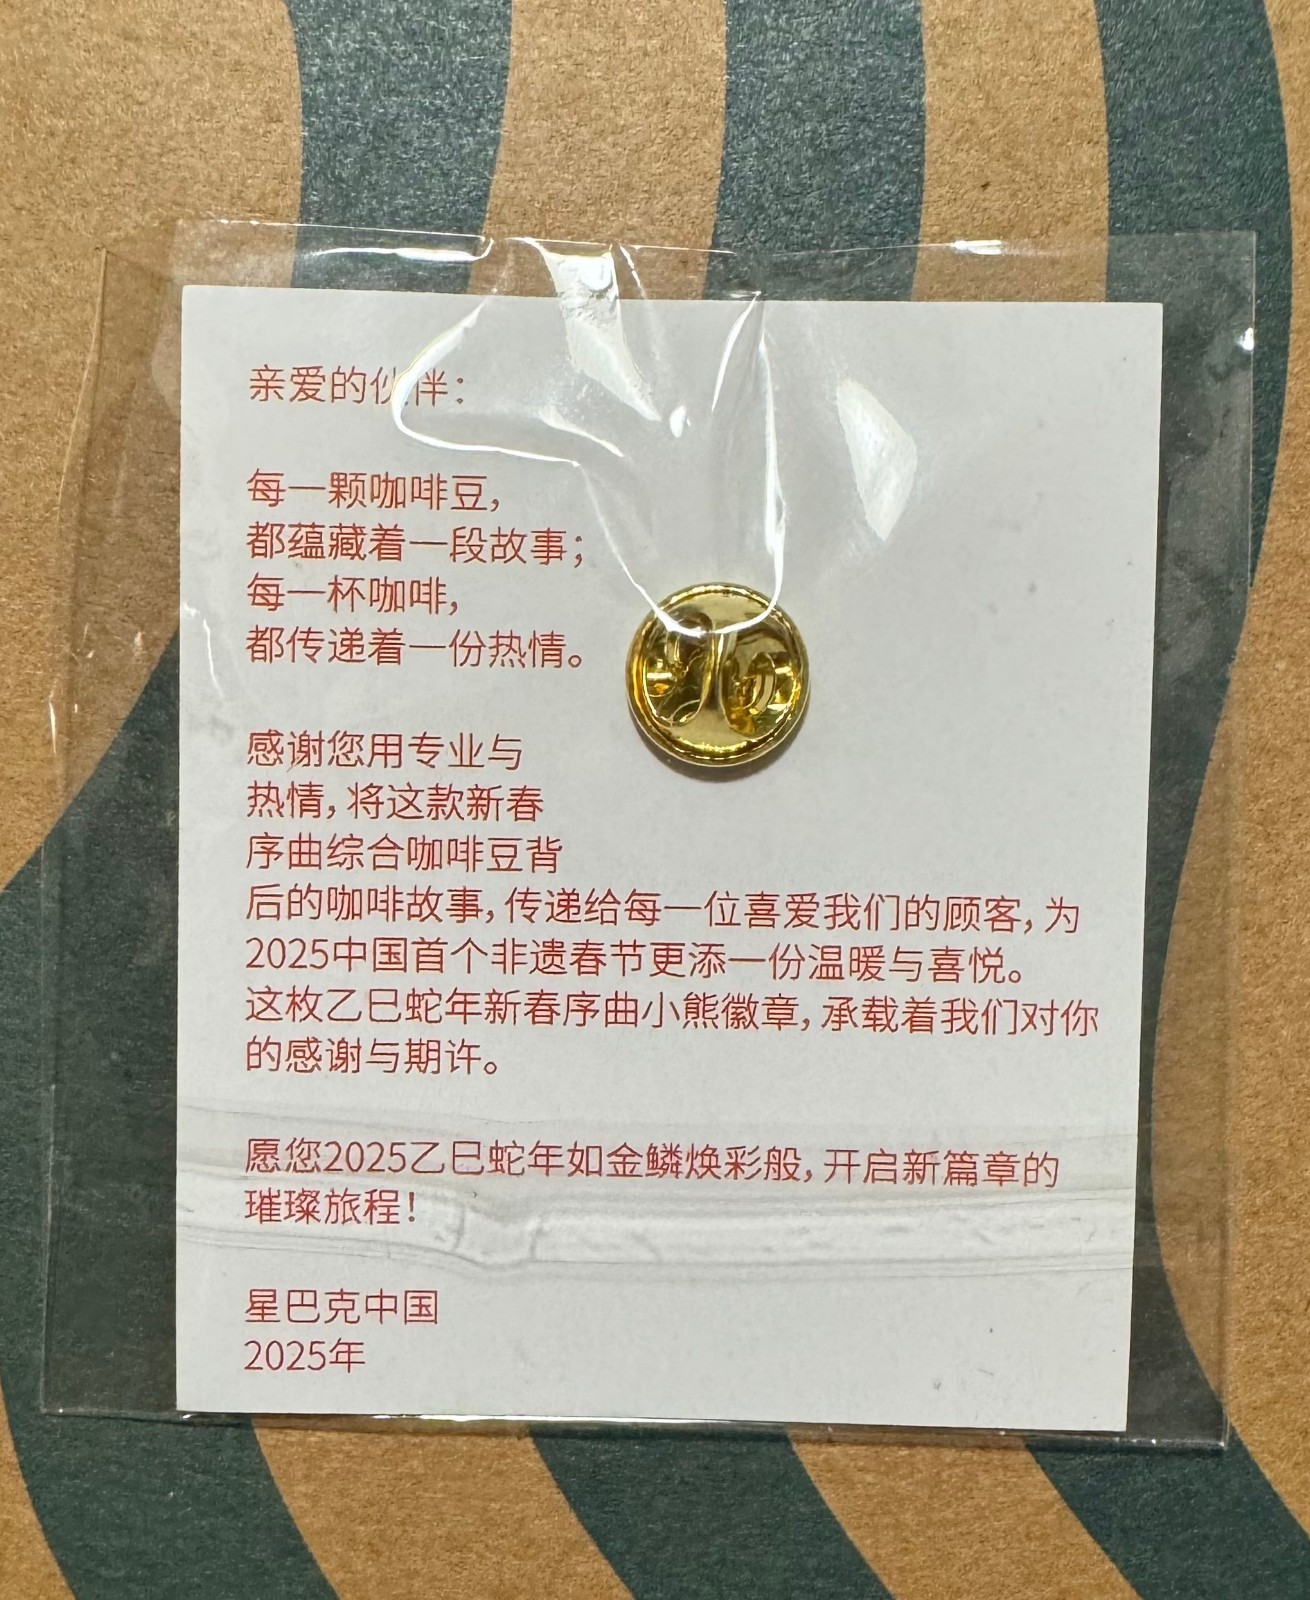 亲爱的伙伴：
每一颗咖啡豆，
都蕴藏着一段故事；
每一杯咖啡，
都传递着一份热情。
感谢您用专业与
热情，将这款新春
序曲综合咖啡豆背
后的咖啡故事，传递给每一位喜爱我们的顾客，为
2025中国首个非遗春节更添一份温暖与喜悦。
这枚乙巳蛇年新春序曲小熊徽章，承载着我们对你
的感谢与期许。
愿您2025乙巳蛇年如金鳞焕彩般，开启新篇章的
璀璨旅程！
星巴克中国
2025年